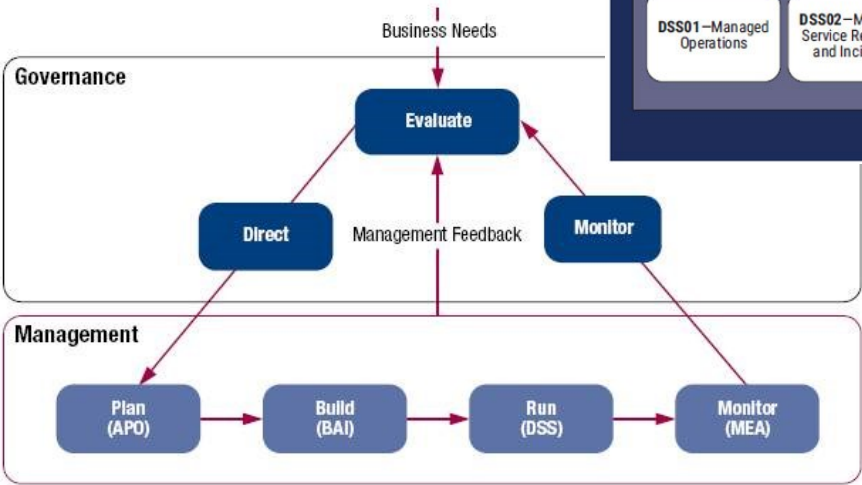 Business Needs
DSS01—Managed
Operations
DSS02—M
Service Re
and Inci
Governance
Evaluate
Direct
Management Feedback
Monitor
Management
Plan
(APO)
Build
(BAI)
Run
(DSS)
Monitor
(MEA)